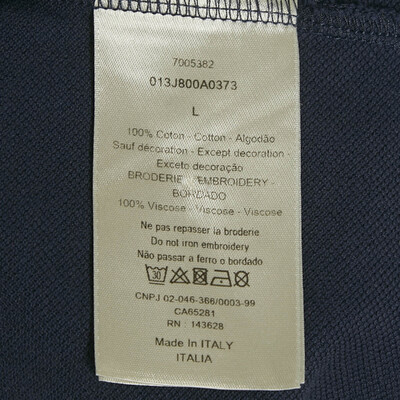 7005382
013J800A0373
L
100% Coton - Cotton - Algodão
Sauf décoration - Except decoration -
Exceto decoração
BRODERIE - EMBROIDERY -
BORDADO
100% Viscose - Viscose - Viscose
Ne pas repasser la broderie
Do not iron embroidery
Não passar a ferro o bordado
30
CNPJ 02-046-366/0003-99
CA65281
RN : 143628
Made In ITALY
ITALIA